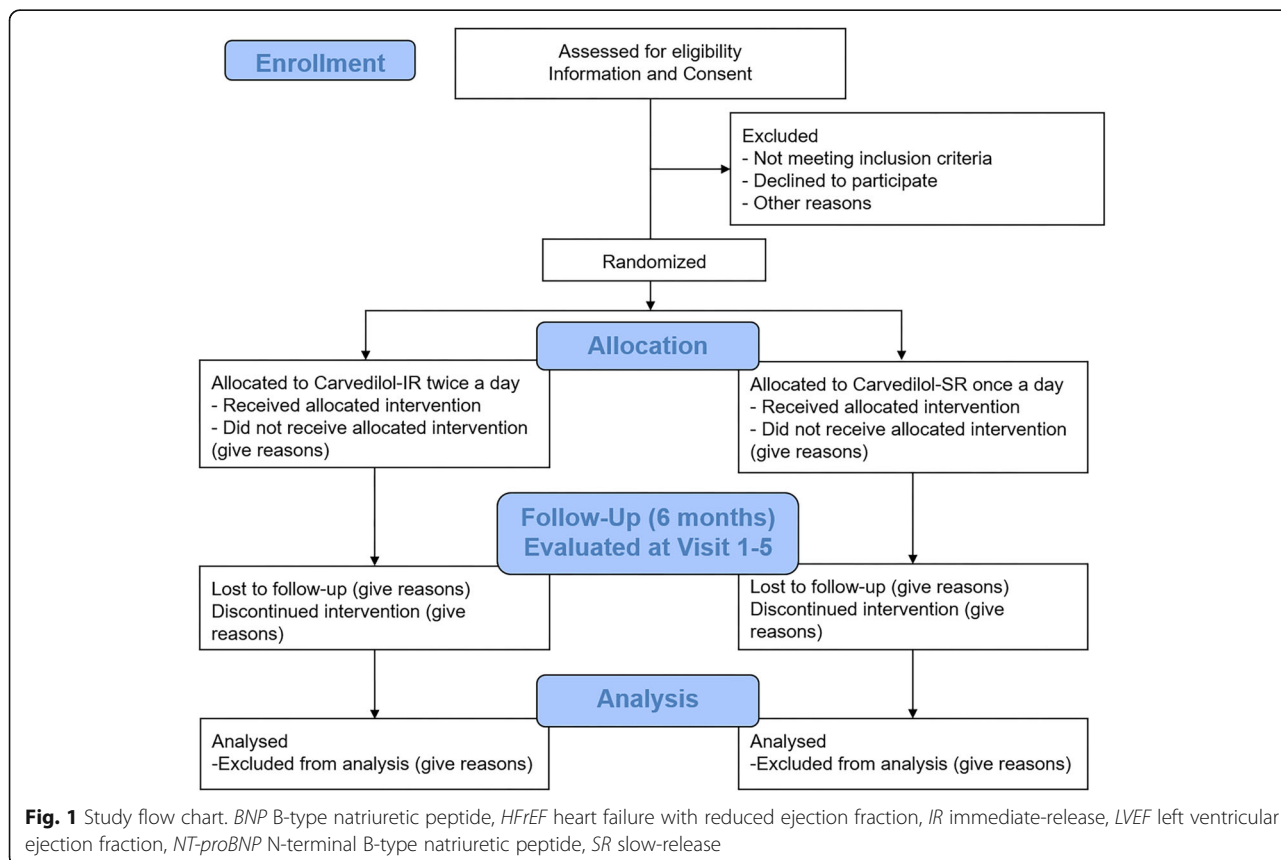 Enrollment
Assessed for eligibility
Information and Consent
Excluded
- Not meeting inclusion criteria
- Declined to participate
- Other reasons
Randomized
Allocation
Allocated to Carvedilol-IR twice a day
- Received allocated intervention
- Did not receive allocated intervention
(give reasons)
Allocated to Carvedilol-SR once a day
- Received allocated intervention
- Did not receive allocated intervention
(give reasons)
Follow-Up (6 months)
Evaluated at Visit 1-5
Lost to follow-up (give reasons)
Discontinued intervention (give
reasons)
Lost to follow-up (give reasons)
Discontinued intervention (give
reasons)
Analysis
Analysed
-Excluded from analysis (give reasons)
Analysed
-Excluded from analysis (give reasons)
Fig. 1 Study flow chart. BNP B-type natriuretic peptide, HFrEF heart failure with reduced ejection fraction, IR immediate-release, LVEF left ventricular
ejection fraction, NT-proBNP N-terminal B-type natriuretic peptide, SR slow-release